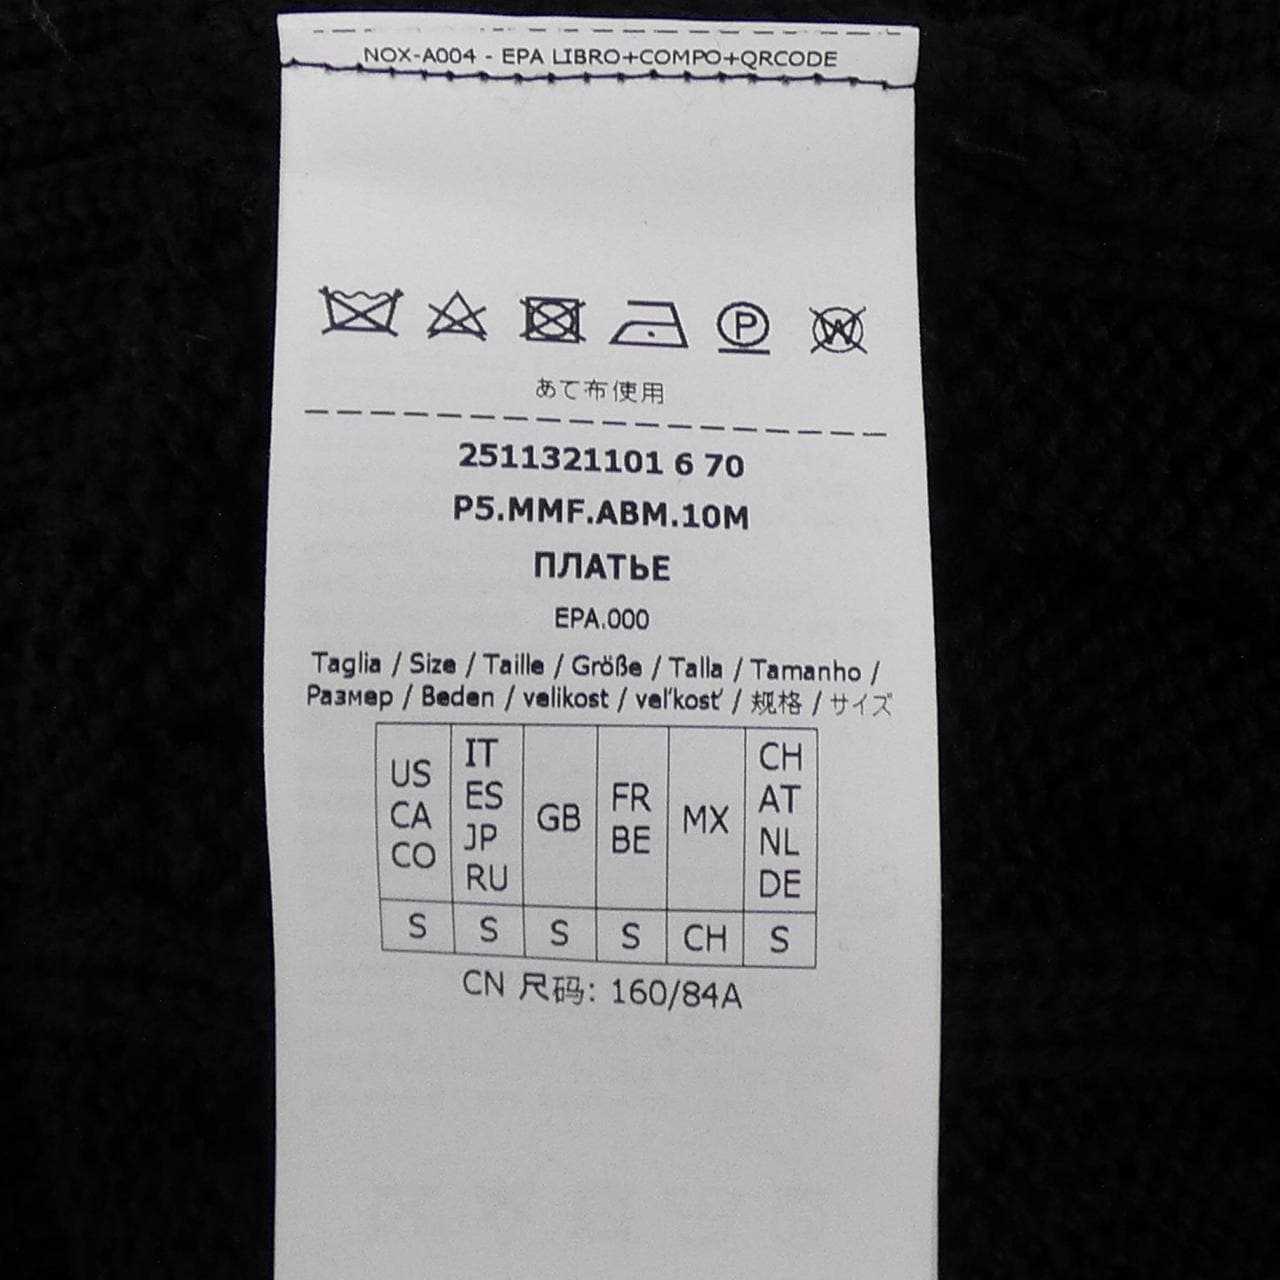 NOX-A004 - EPA LIBRO+COMPO+QRCODE
P W
あて布使用
2511321101 6 70
P5.MMF.ABM.10M
ПЛАТЬЕ
EPA.000
Taglia / Size / Taille / Größe / Talla / Tamanho /
Размер / Beden / velikost / veľkosť / 规格 / サイズ
US CA CO IT ES JP RU GB FR BE MX CH AT NL DE
S S S S CH S
CN 尺码: 160/84A